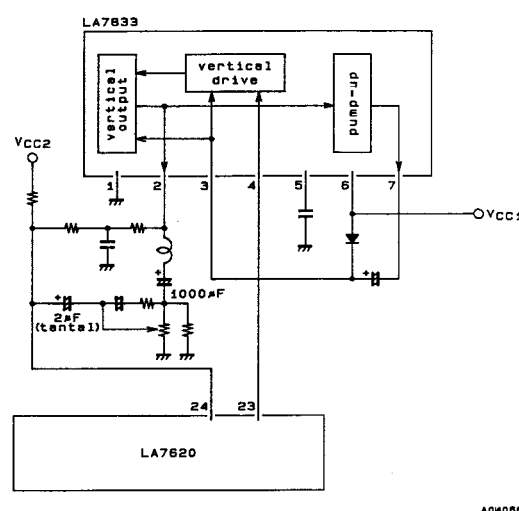 LA7833
vertical
output
vertical
drive
pump-up
VCC2
1
2
3
4
5
6
7
VCC1
+
1000µF
+
+
2µF
(tantal)
24
23
LA7620